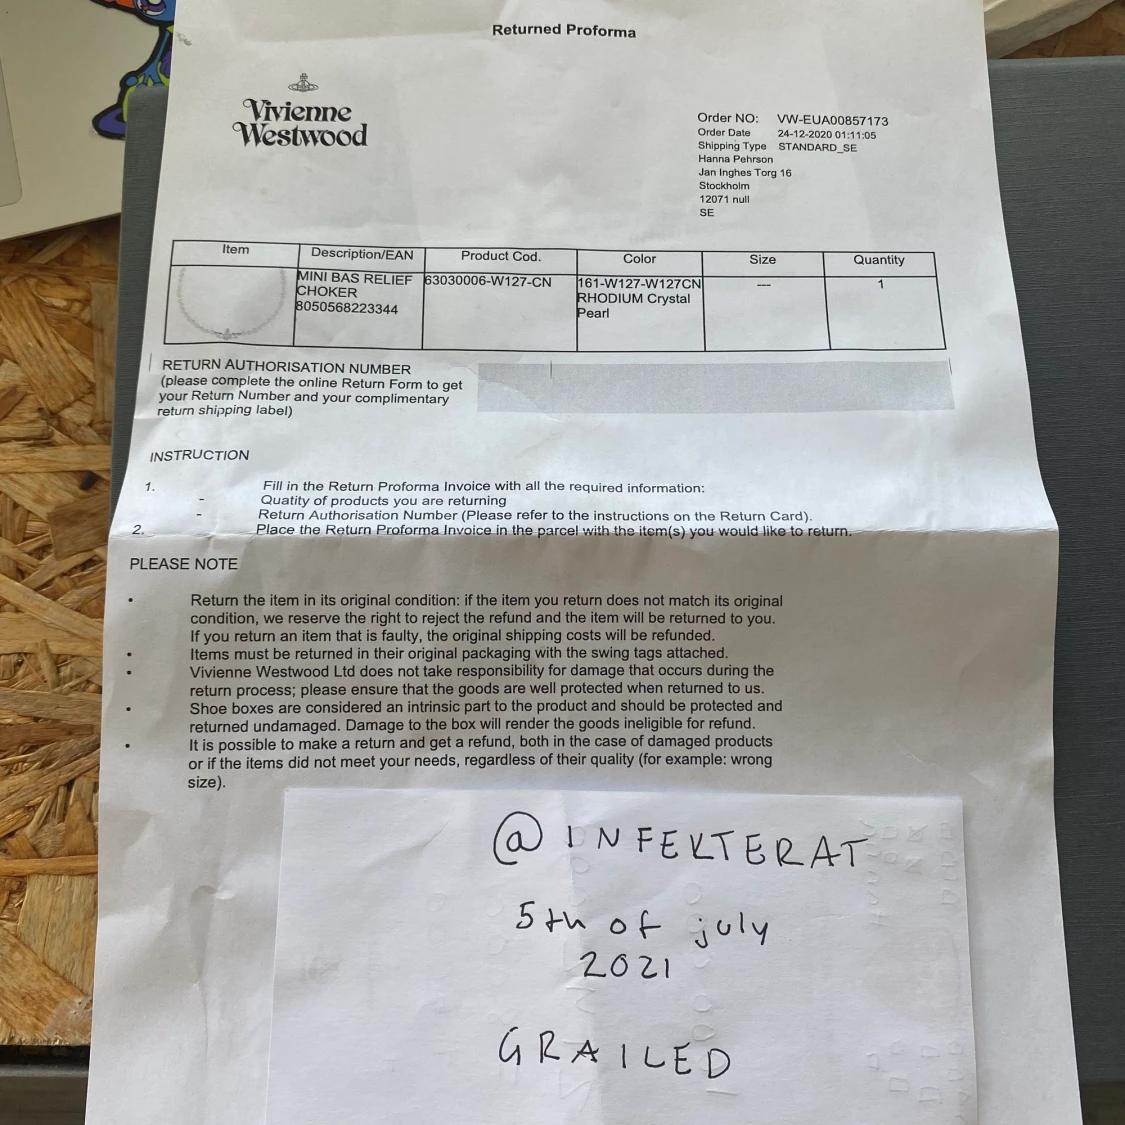 Returned Proforma
Vivienne
Westwood
Order NO: VW-EUA00857173
Order Date 24-12-2020 01:11:05
Shipping Type STANDARD_SE
Hanna Pehrson
Jan Inghes Torg 16
Stockholm
12071 null
SE
Item Description/EAN Product Cod. Color Size Quantity
MINI BAS RELIEF 63030006-W127-CN 161-W127-W127CN --- 1
CHOKER RHODIUM Crystal
8050568223344 Pearl
RETURN AUTHORISATION NUMBER
(please complete the online Return Form to get
your Return Number and your complimentary
return shipping label)
INSTRUCTION
1. Fill in the Return Proforma Invoice with all the required information:
- Quatity of products you are returning
- Return Authorisation Number (Please refer to the instructions on the Return Card).
2. Place the Return Proforma Invoice in the parcel with the item(s) you would like to return.
PLEASE NOTE
• Return the item in its original condition: if the item you return does not match its original
condition, we reserve the right to reject the refund and the item will be returned to you.
If you return an item that is faulty, the original shipping costs will be refunded.
• Items must be returned in their original packaging with the swing tags attached.
• Vivienne Westwood Ltd does not take responsibility for damage that occurs during the
return process; please ensure that the goods are well protected when returned to us.
• Shoe boxes are considered an intrinsic part to the product and should be protected and
returned undamaged. Damage to the box will render the goods ineligible for refund.
• It is possible to make a return and get a refund, both in the case of damaged products
or if the items did not meet your needs, regardless of their quality (for example: wrong
size).
@INFEKTERAT
5th of july
2021
GRAILED